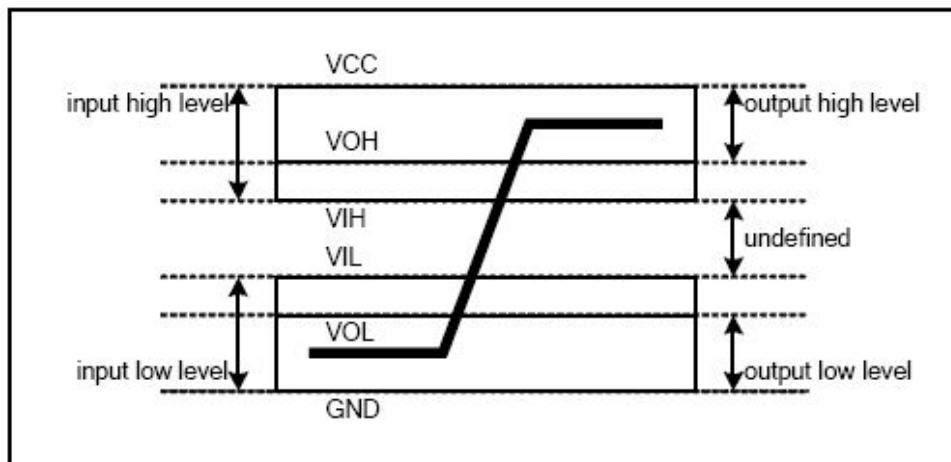 VCC
input high level
output high level
VOH
VIH
undefined
VIL
VOL
input low level
output low level
GND